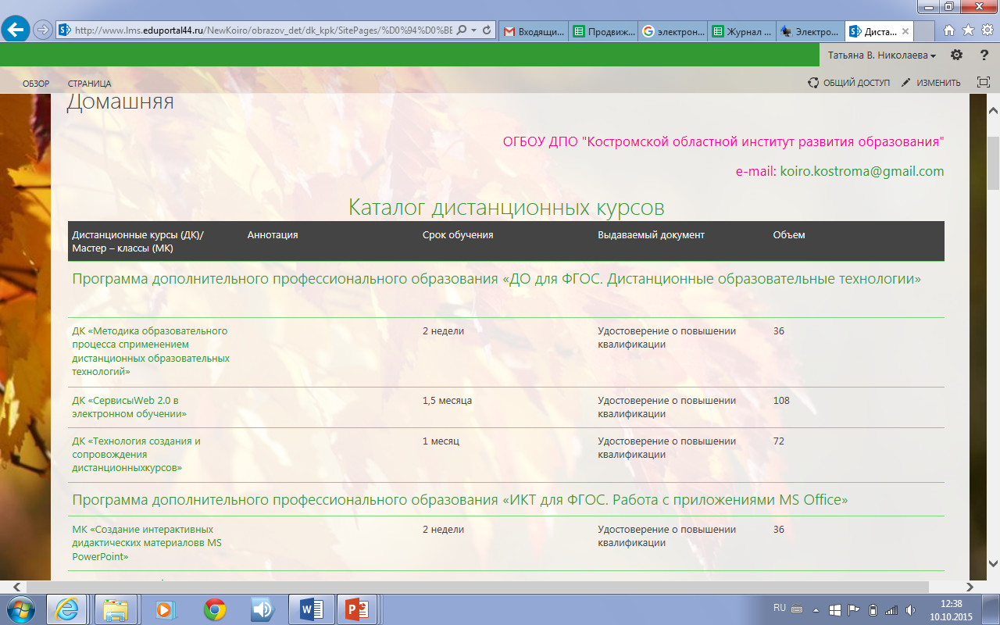 http://www.lms.eduportal44.ru/NewKoiro/obrazov_det/dk_kpk/SitePages/%D0%94%D0%BE
Входящи...
Продвиж...
электрон...
Журнал ...
Электро...
Диста...
Татьяна В. Николаева
?
ОБЗОР СТРАНИЦА
ОБЩИЙ ДОСТУП ИЗМЕНИТЬ
Домашняя
ОГБОУ ДПО "Костромской областной институт развития образования"
e-mail: koiro.kostroma@gmail.com
Каталог дистанционных курсов
Дистанционные курсы (ДК)/
Мастер – классы (МК)
Аннотация
Срок обучения
Выдаваемый документ
Объем
Программа дополнительного профессионального образования «ДО для ФГОС. Дистанционные образовательные технологии»
ДК «Методика образовательного
процесса сприменением
дистанционных образовательных
технологий»
2 недели
Удостоверение о повышении
квалификации
36
ДК «СервисыWeb 2.0 в
электронном обучении»
1,5 месяца
Удостоверение о повышении
квалификации
108
ДК «Технология создания и
сопровождения
дистанционныхкурсов»
1 месяц
Удостоверение о повышении
квалификации
72
Программа дополнительного профессионального образования «ИКТ для ФГОС. Работа с приложениями MS Office»
МК «Создание интерактивных
дидактических материаловв MS
PowerPoint»
2 недели
Удостоверение о повышении
квалификации
36
RU
12:38
10.10.2015